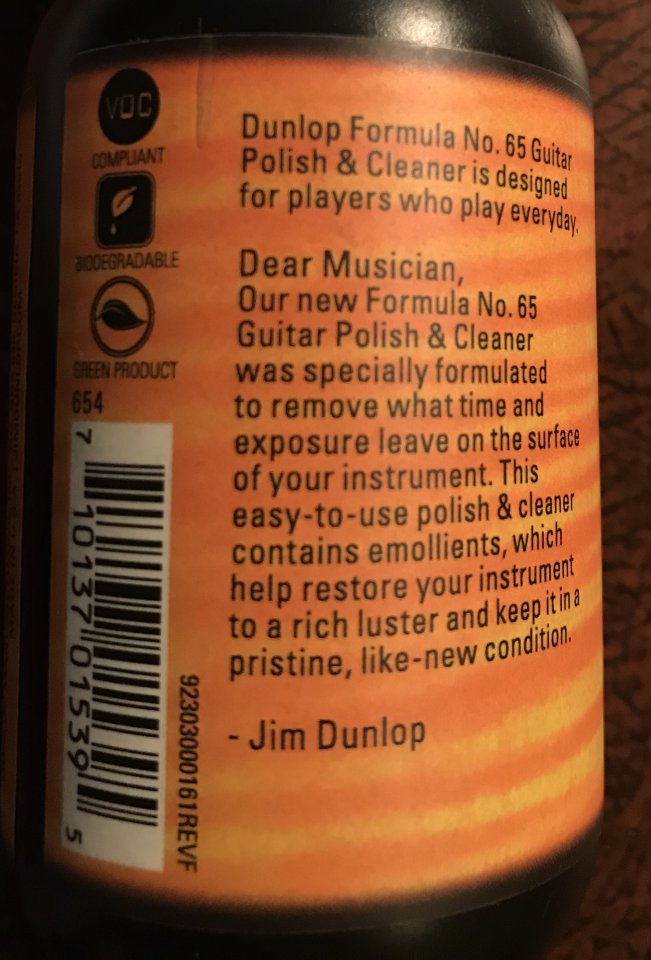 VOC
COMPLIANT
BIODEGRADABLE
GREEN PRODUCT
654
7 10137 01539 5
92303000161REVF
Dunlop Formula No. 65 Guitar
Polish & Cleaner is designed
for players who play everyday.
Dear Musician,
Our new Formula No. 65
Guitar Polish & Cleaner
was specially formulated
to remove what time and
exposure leave on the surface
of your instrument. This
easy-to-use polish & cleaner
contains emollients, which
help restore your instrument
to a rich luster and keep it in a
pristine, like-new condition.
- Jim Dunlop